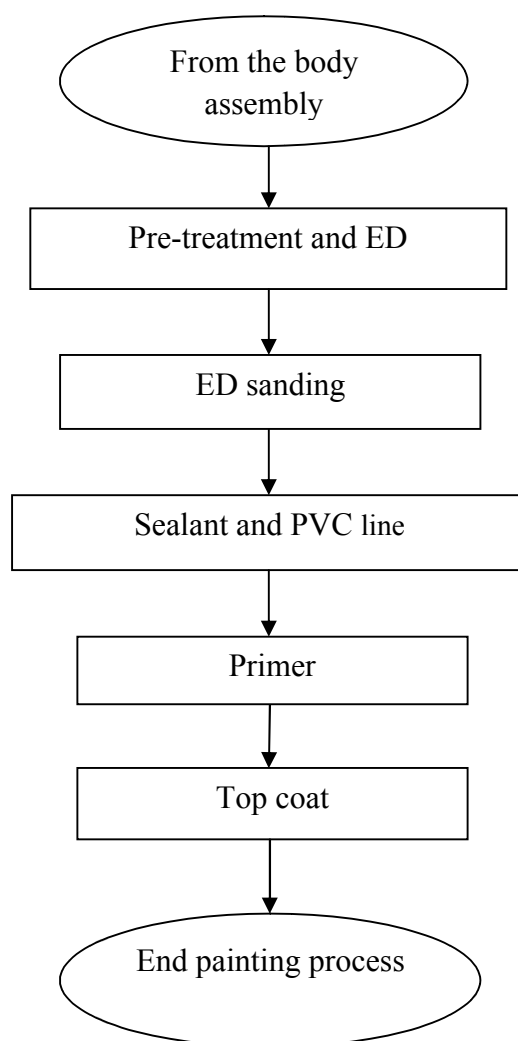 From the body
assembly
Pre-treatment and ED
ED sanding
Sealant and PVC line
Primer
Top coat
End painting process